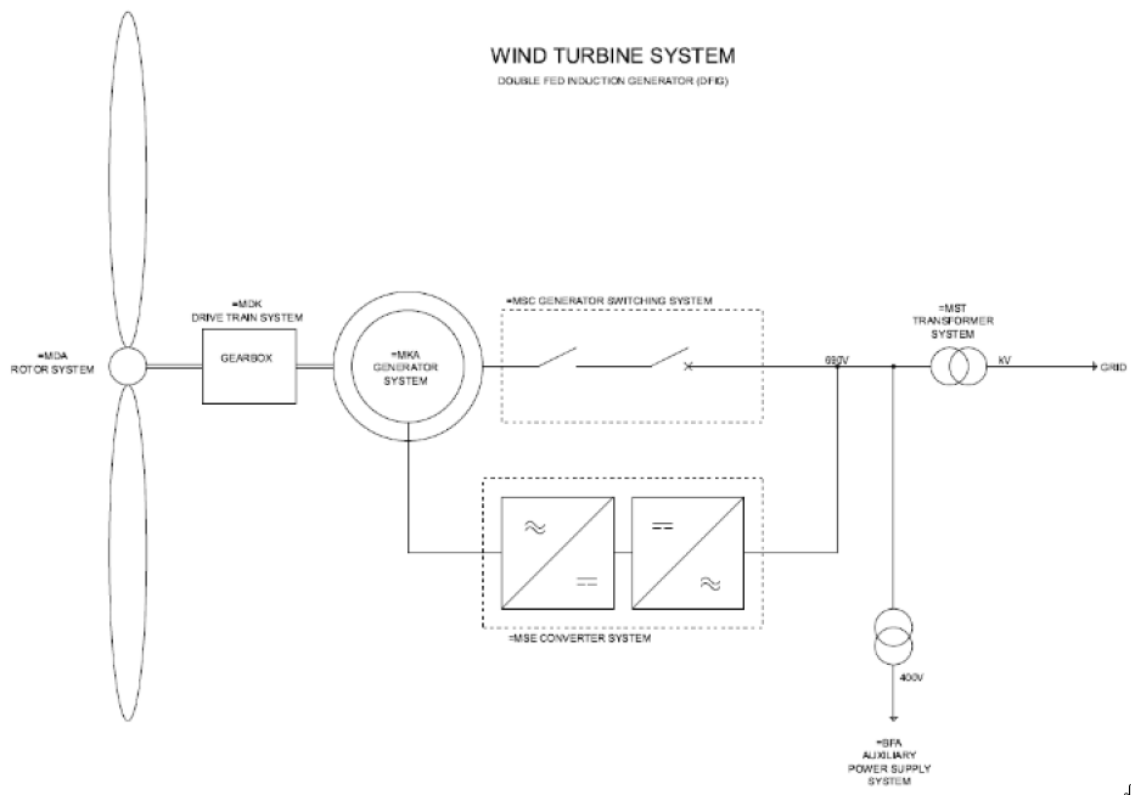 WIND TURBINE SYSTEM
DOUBLE FED INDUCTION GENERATOR (DFIG)
=MDA
ROTOR SYSTEM
=MDK
DRIVE TRAIN SYSTEM
GEARBOX
=MKA
GENERATOR
SYSTEM
=MSC GENERATOR SWITCHING SYSTEM
690V
=MST
TRANSFORMER
SYSTEM
kV
GRID
=MSE CONVERTER SYSTEM
400V
=BFA
AUXILIARY
POWER SUPPLY
SYSTEM